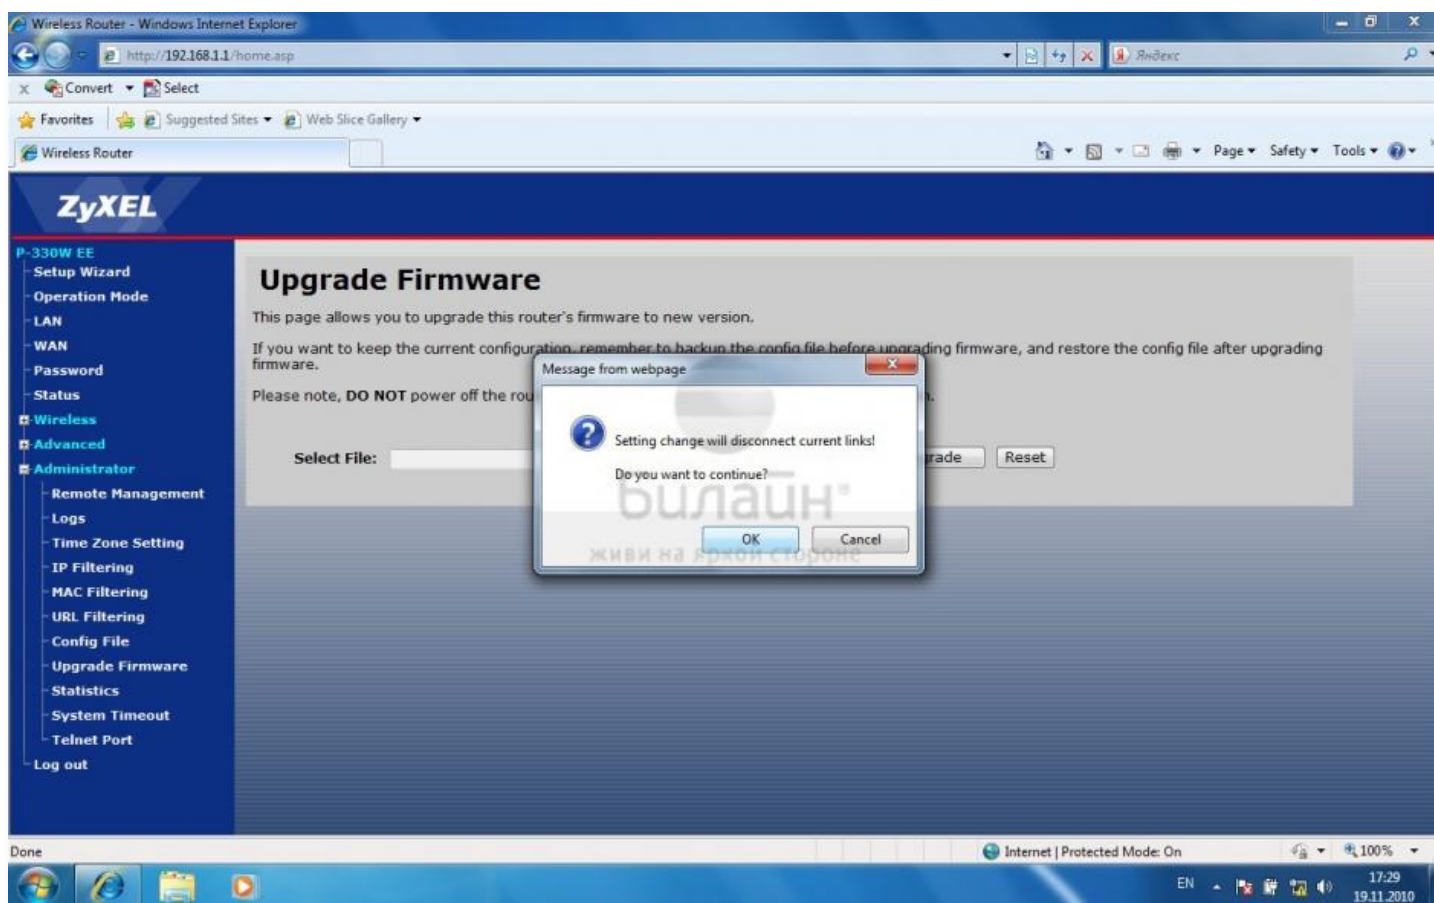 Wireless Router - Windows Internet Explorer
http://192.168.1.1/home.asp
Яндекс
x Convert Select
Favorites Suggested Sites Web Slice Gallery
Wireless Router
Page Safety Tools
ZyXEL
P-330W EE
Setup Wizard
Operation Mode
LAN
WAN
Password
Status
Wireless
Advanced
Administrator
Remote Management
Logs
Time Zone Setting
IP Filtering
MAC Filtering
URL Filtering
Config File
Upgrade Firmware
Statistics
System Timeout
Telnet Port
Log out
Upgrade Firmware
This page allows you to upgrade this router's firmware to new version.
If you want to keep the current configuration, remember to backup the config file before upgrading firmware, and restore the config file after upgrading
firmware.
Please note, DO NOT power off the
Select File:
Reset
Message from webpage
Setting change will disconnect current links!
Do you want to continue?
билайн®
OK Cancel
живи на яркой стороне
Done
Internet | Protected Mode: On
100%
EN
17:29
19.11.2010